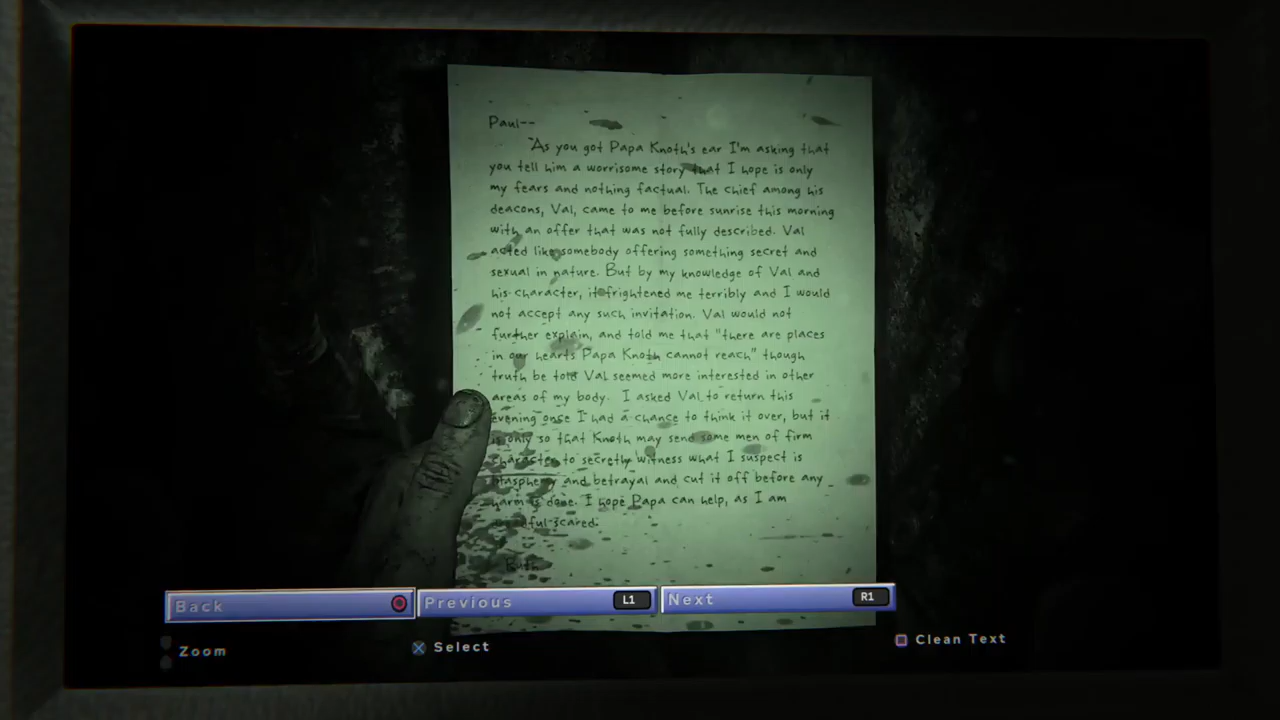 Paul--
As you got Papa Knoth's ear I'm asking that
you tell him a worrisome story that I hope is only
my fears and nothing factual. The chief among his
deacons, Val, came to me before sunrise this morning
with an offer that was not fully described. Val
acted like somebody offering something secret and
sexual in nature. But by my knowledge of Val and
his character, it frightened me terribly and I would
not accept any such invitation. Val would not
further explain, and told me that "there are places
in our hearts Papa Knoth cannot reach" though
truth be told Val seemed more interested in other
areas of my body. I asked Val to return this
evening once I had a chance to think it over, but it
is only so that Knoth may send some men of firm
character to secretly witness what I suspect is
blasphemy and betrayal and cut it off before any
harm is done. I hope Papa can help, as I am
scared.
Ruth
Back
Previous L1
Next R1
Zoom
Select
Clean Text